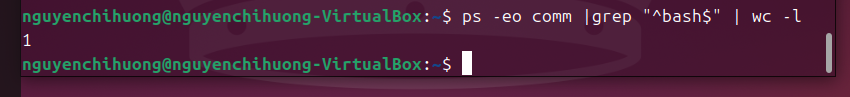 nguyenchihuong@nguyenchihuong-VirtualBox:~$ ps -eo comm |grep "^bash$" | wc -l
1
nguyenchihuong@nguyenchihuong-VirtualBox:~$